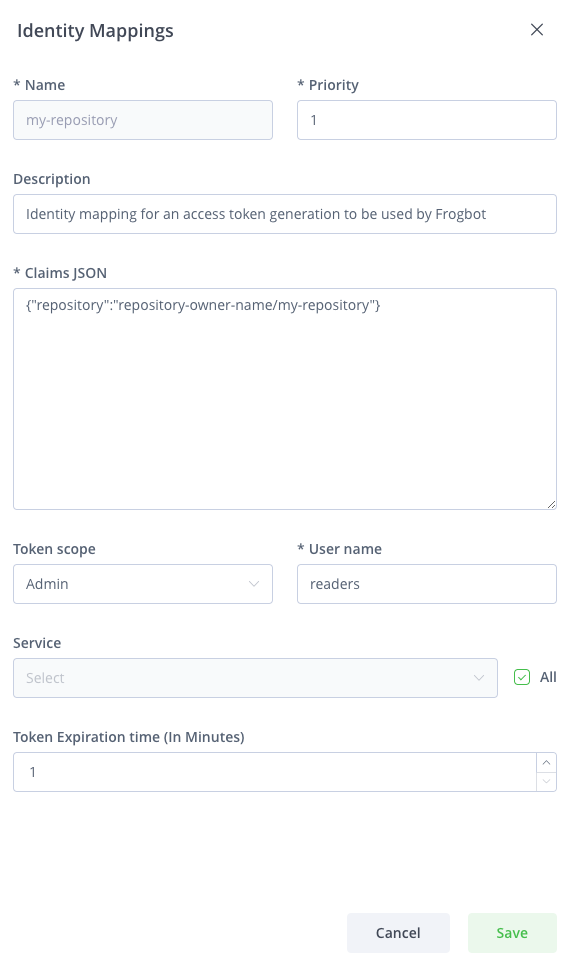 Identity Mappings
* Name
* Priority
my-repository
1
Description
Identity mapping for an access token generation to be used by Frogbot
* Claims JSON
{"repository":"repository-owner-name/my-repository"}
Token scope
* User name
Admin
readers
Service
Select
All
Token Expiration time (In Minutes)
1
Cancel
Save